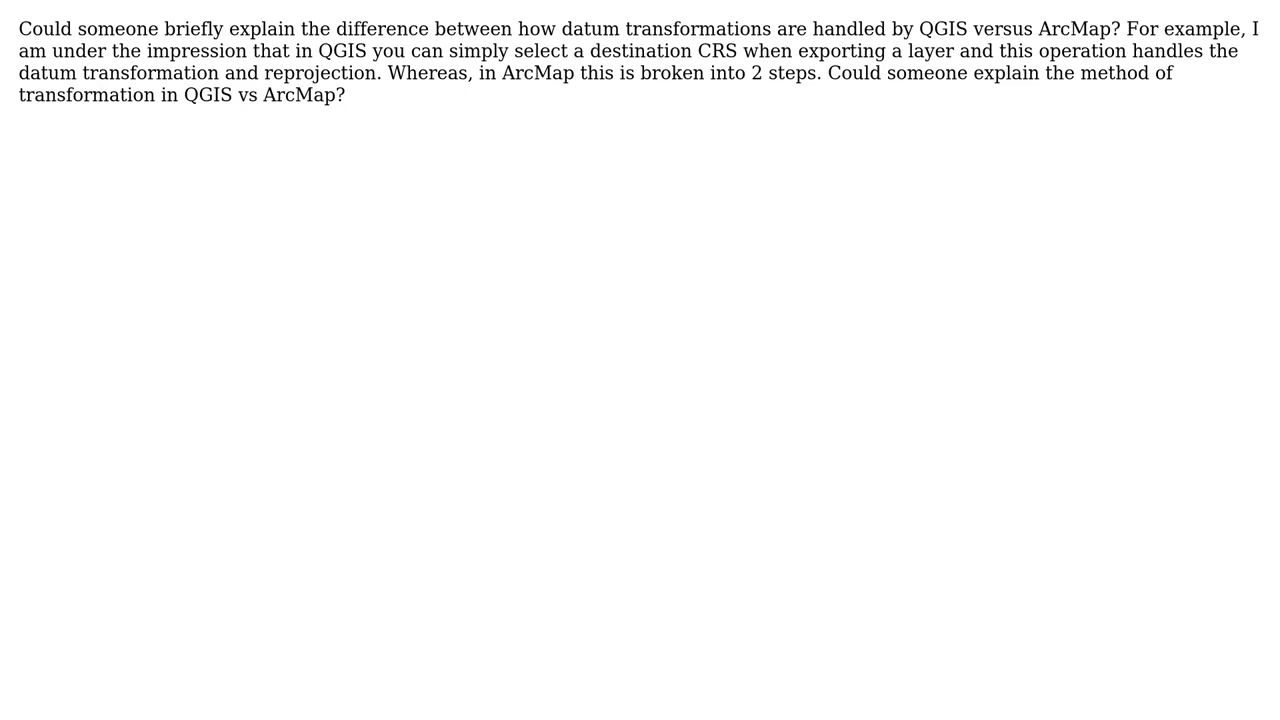 Could someone briefly explain the difference between how datum transformations are handled by QGIS versus ArcMap? For example, I
am under the impression that in QGIS you can simply select a destination CRS when exporting a layer and this operation handles the
datum transformation and reprojection. Whereas, in ArcMap this is broken into 2 steps. Could someone explain the method of
transformation in QGIS vs ArcMap?